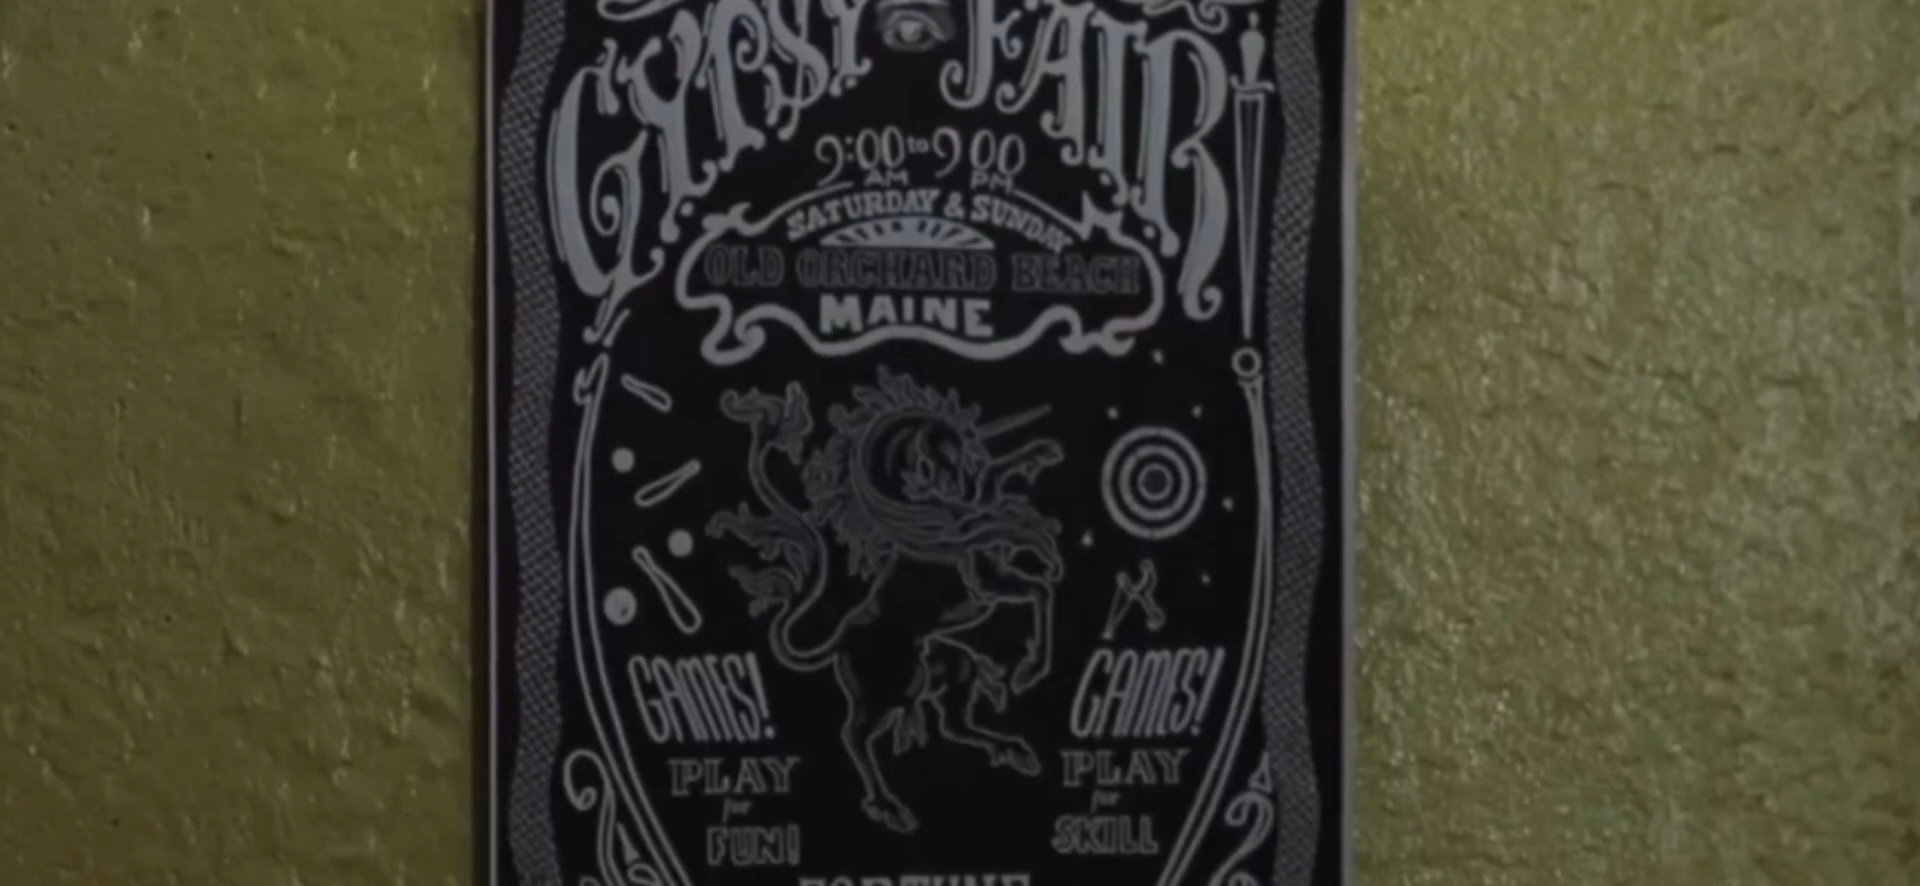 GYPSY FAIR
9:00 AM to 9 00 PM
SATURDAY & SUNDAY
OLD ORCHARD BEACH
MAINE
GAMES!
PLAY
for
FUN!
GAMES!
PLAY
for
SKILL
FORTUNE